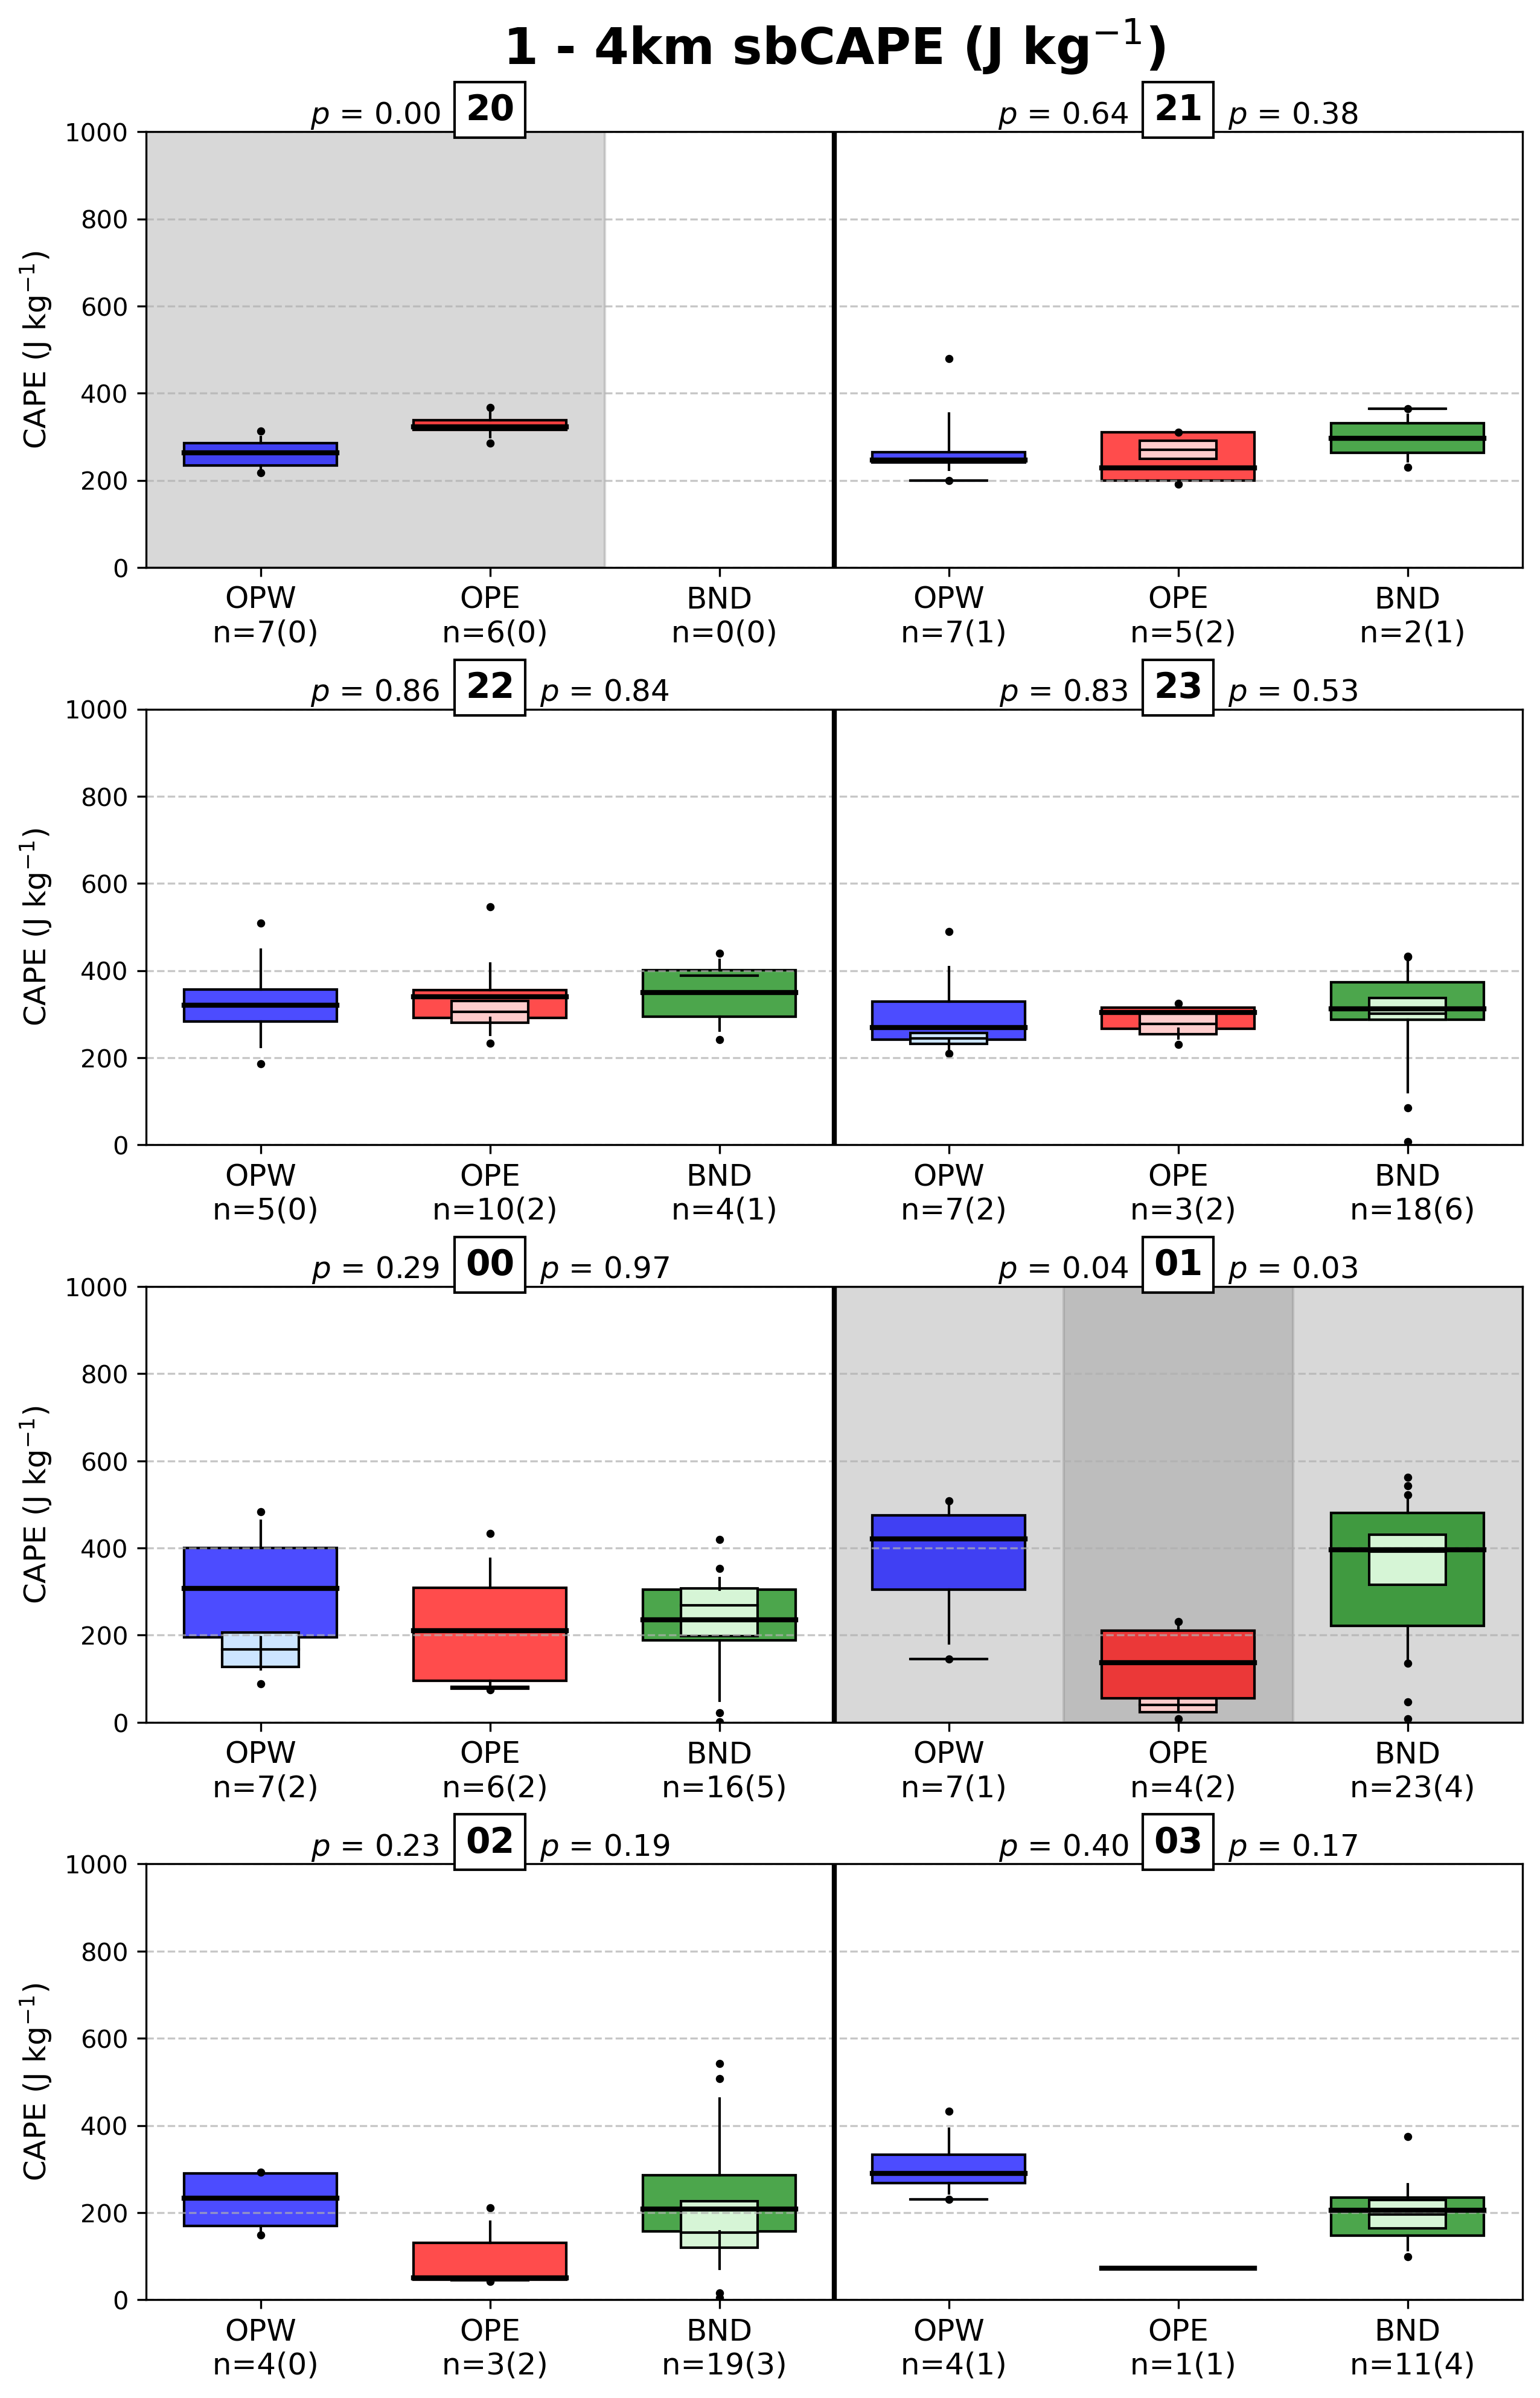 1 - 4km sbCAPE (J kg⁻¹)
p = 0.00 20
p = 0.64 21 p = 0.38
CAPE (J kg⁻¹)
1000
800
600
400
200
0
OPW OPE BND OPW OPE BND
n=7(0) n=6(0) n=0(0) n=7(1) n=5(2) n=2(1)
p = 0.86 22 p = 0.84
p = 0.83 23 p = 0.53
CAPE (J kg⁻¹)
1000
800
600
400
200
0
OPW OPE BND OPW OPE BND
n=5(0) n=10(2) n=4(1) n=7(2) n=3(2) n=18(6)
p = 0.29 00 p = 0.97
p = 0.04 01 p = 0.03
CAPE (J kg⁻¹)
1000
800
600
400
200
0
OPW OPE BND OPW OPE BND
n=7(2) n=6(2) n=16(5) n=7(1) n=4(2) n=23(4)
p = 0.23 02 p = 0.19
p = 0.40 03 p = 0.17
CAPE (J kg⁻¹)
1000
800
600
400
200
0
OPW OPE BND OPW OPE BND
n=4(0) n=3(2) n=19(3) n=4(1) n=1(1) n=11(4)